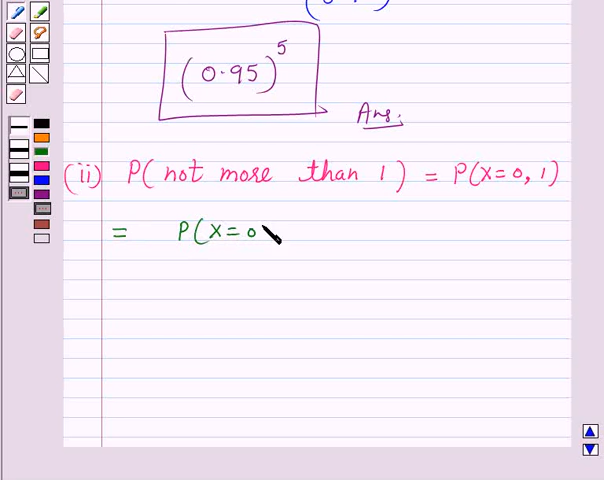 (0.95)^5
Ans.
(ii) P( not more than 1 ) = P(X=0, 1)
= P(X=0